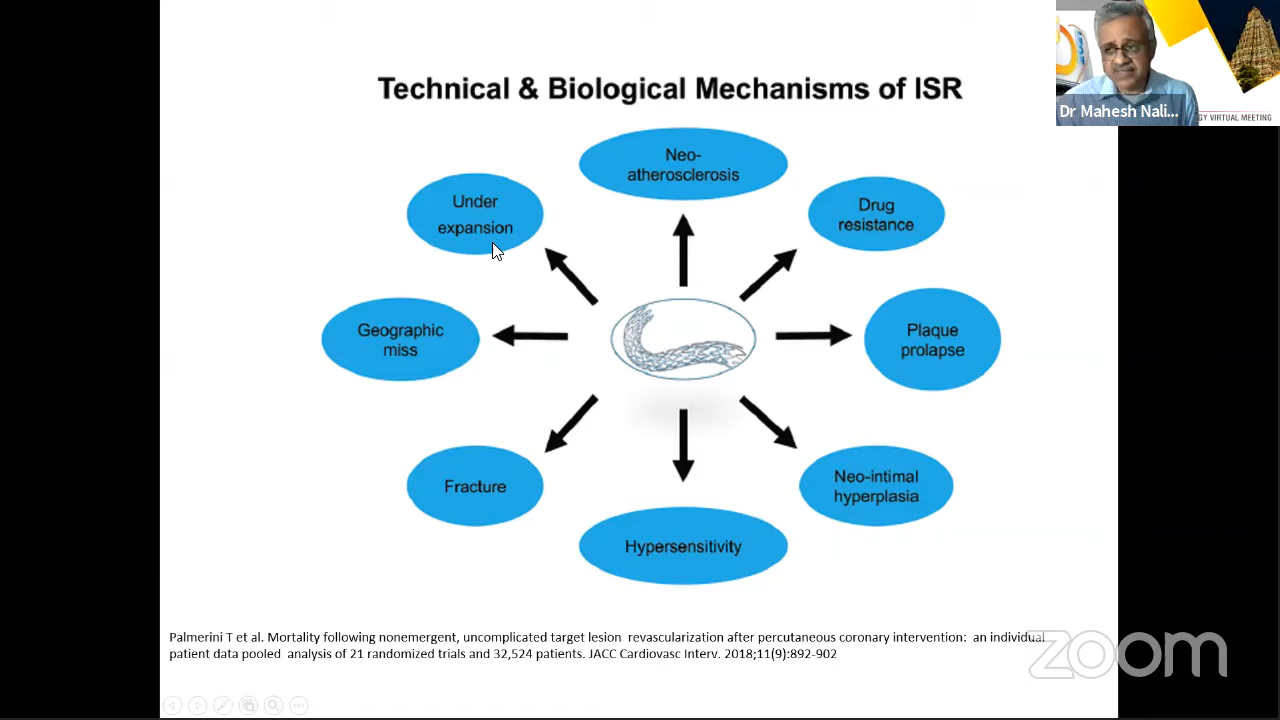 Technical & Biological Mechanisms of ISR
Dr Mahesh Nali...
GY VIRTUAL MEETING
Neo-
atherosclerosis
Under
expansion
Drug
resistance
Geographic
miss
Plaque
prolapse
Fracture
Neo-intimal
hyperplasia
Hypersensitivity
Palmerini T et al. Mortality following nonemergent, uncomplicated target lesion revascularization after percutaneous coronary intervention: an individual
patient data pooled analysis of 21 randomized trials and 32,524 patients. JACC Cardiovasc Interv. 2018;11(9):892-902
zoom